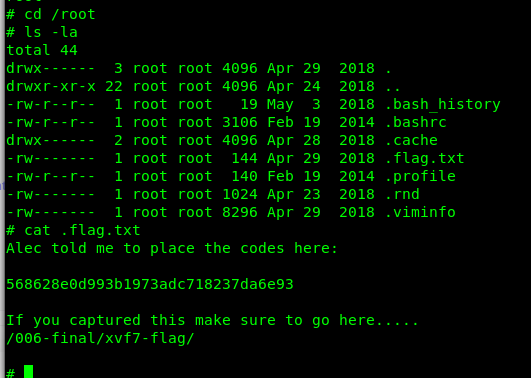 # cd /root
# ls -la
total 44
drwx------  3 root root 4096 Apr 29  2018 .
drwxr-xr-x 22 root root 4096 Apr 24  2018 ..
-rw-r--r--  1 root root   19 May  3  2018 .bash_history
-rw-r--r--  1 root root 3106 Feb 19  2014 .bashrc
drwx------  2 root root 4096 Apr 28  2018 .cache
-rw-------  1 root root  144 Apr 29  2018 .flag.txt
-rw-r--r--  1 root root  140 Feb 19  2014 .profile
-rw-------  1 root root 1024 Apr 23  2018 .rnd
-rw-------  1 root root 8296 Apr 29  2018 .viminfo
# cat .flag.txt
Alec told me to place the codes here:
568628e0d993b1973adc718237da6e93
If you captured this make sure to go here.....
/006-final/xvf7-flag/
#